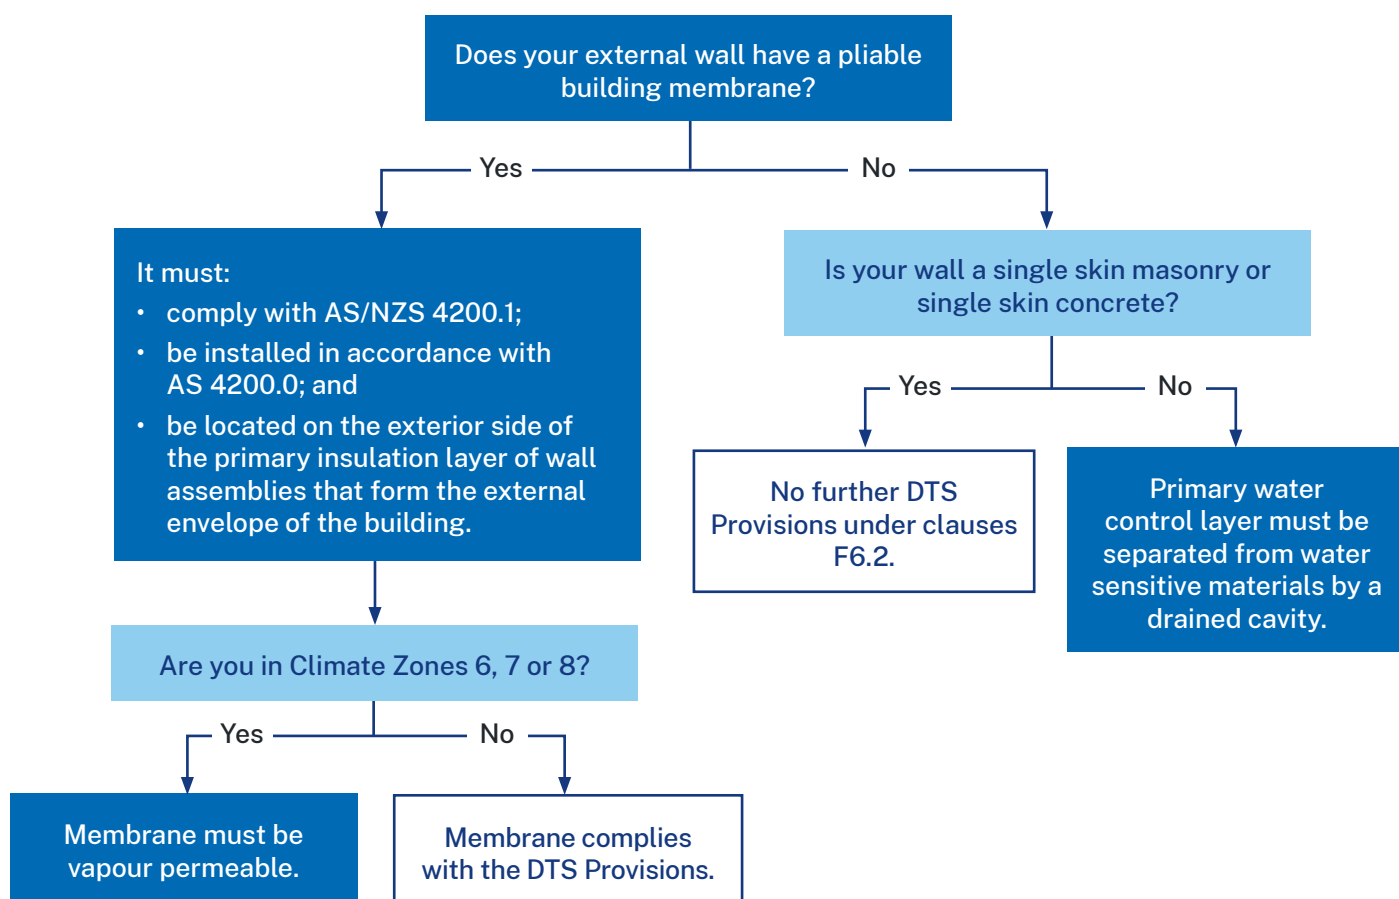 Does your external wall have a pliable
building membrane?
Yes
No
It must:
• comply with AS/NZS 4200.1;
• be installed in accordance with
AS 4200.0; and
• be located on the exterior side of
the primary insulation layer of wall
assemblies that form the external
envelope of the building.
Is your wall a single skin masonry or
single skin concrete?
Yes
No
No further DTS
Provisions under clauses
F6.2.
Primary water
control layer must be
separated from water
sensitive materials by a
drained cavity.
Are you in Climate Zones 6, 7 or 8?
Yes
No
Membrane must be
vapour permeable.
Membrane complies
with the DTS Provisions.